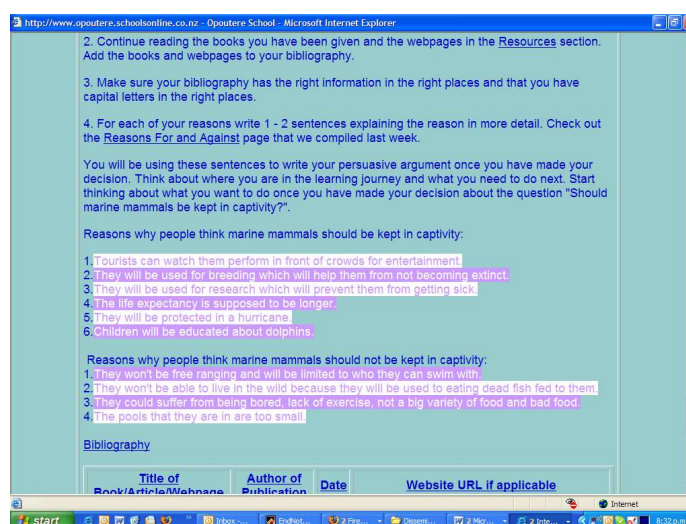 http://www.opoutere.schoolsonline.co.nz - Opoutere School - Microsoft Internet Explorer
2. Continue reading the books you have been given and the webpages in the Resources section.
Add the books and webpages to your bibliography.
3. Make sure your bibliography has the right information in the right places and that you have
capital letters in the right places.
4. For each of your reasons write 1 - 2 sentences explaining the reason in more detail. Check out
the Reasons For and Against page that we compiled last week.
You will be using these sentences to write your persuasive argument once you have made your
decision. Think about where you are in the learning journey and what you need to do next. Start
thinking about what you want to do once you have made your decision about the question "Should
marine mammals be kept in captivity?".
Reasons why people think marine mammals should be kept in captivity:
1.Tourists can watch them perform in front of crowds for entertainment.
2.They will be used for breeding which will help them from not becoming extinct.
3.They will be used for research which will prevent them from getting sick.
4.The life expectancy is supposed to be longer.
5.They will be protected in a hurricane.
6.Children will be educated about dolphins.
Reasons why people think marine mammals should not be kept in captivity:
1.They won't be free ranging and will be limited to who they can swim with.
2.They won't be able to live in the wild because they will be used to eating dead fish fed to them.
3.They could suffer from being bored, lack of exercise, not a big variety of food and bad food.
4.The pools that they are in are too small.
Bibliography
Title of Author of Date Website URL if applicable
Book/Article/Webpage Publication
Internet
start Inbox -... EndNot... 2 Fire... Dissemi... 2 Micr... 2 Inte... 8:32 p.m.